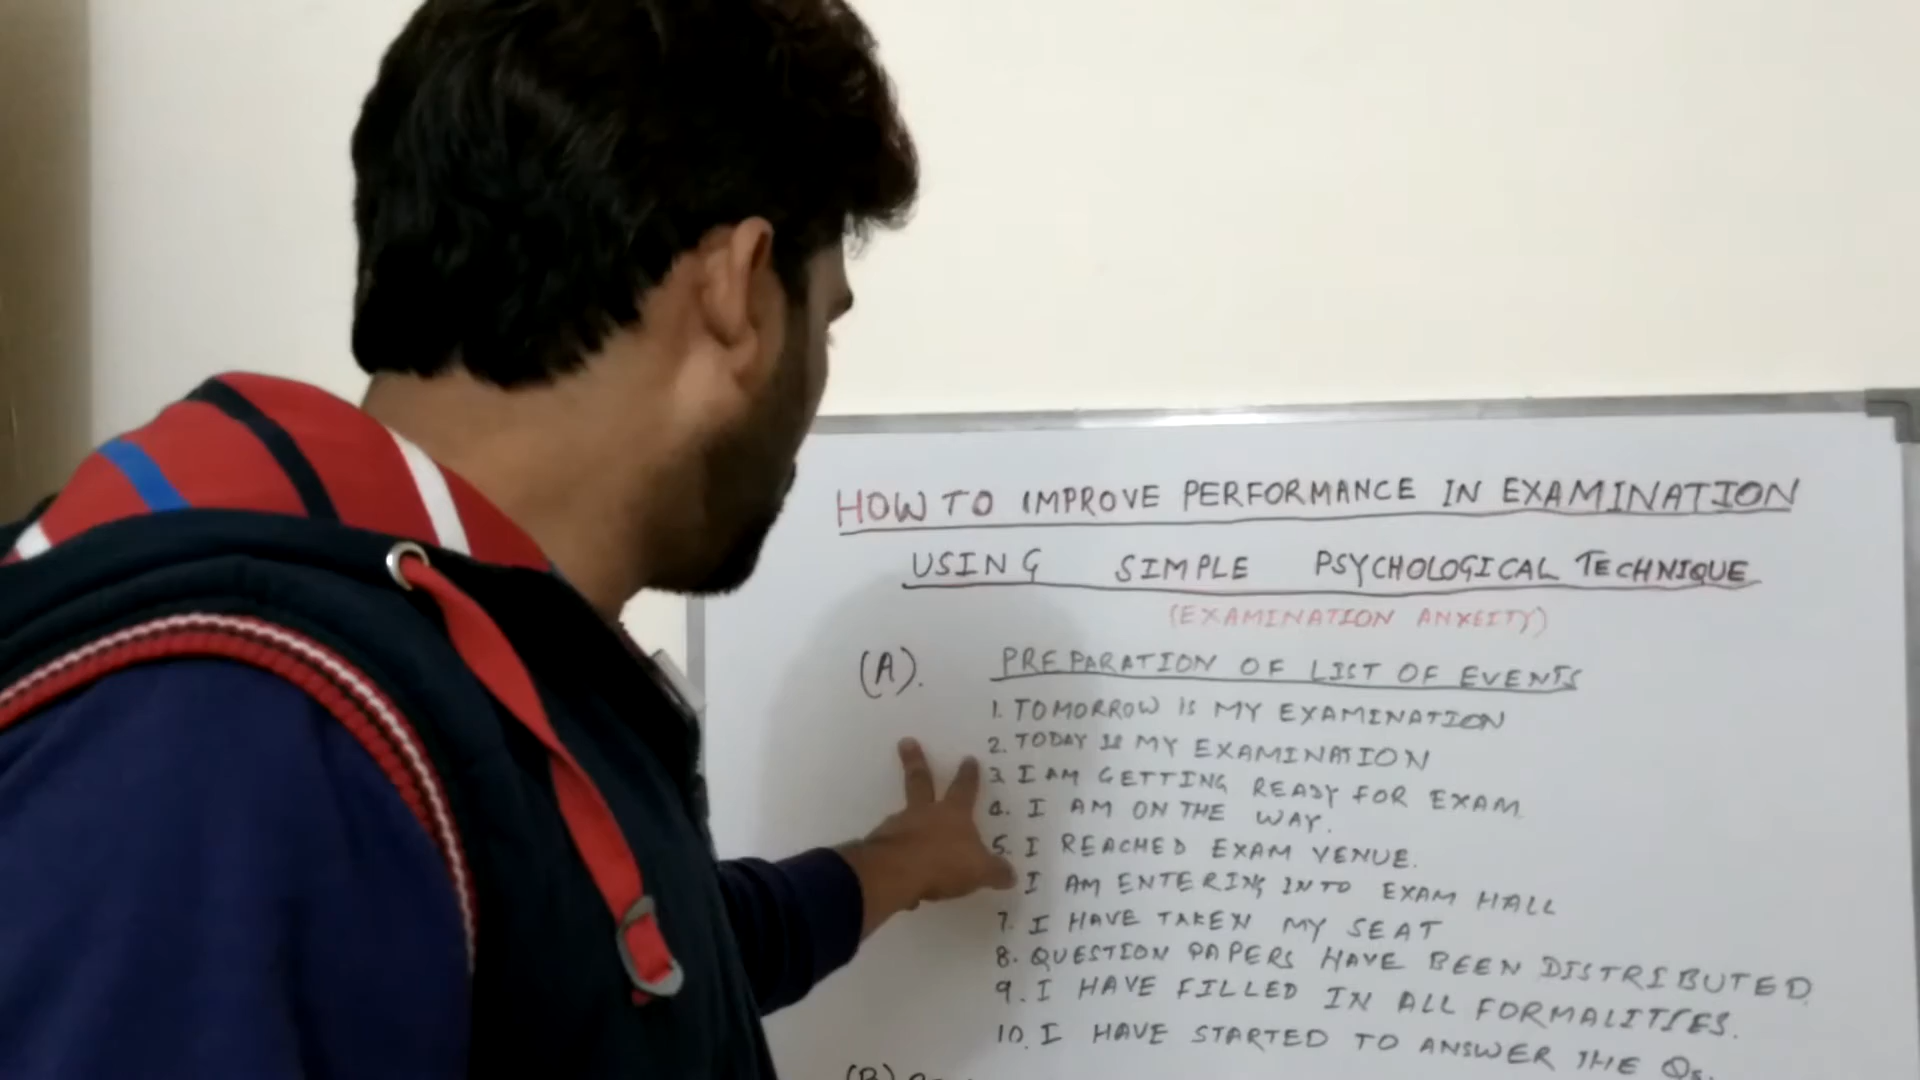 HOW TO IMPROVE PERFORMANCE IN EXAMINATION
USING SIMPLE PSYCHOLOGICAL TECHNIQUE
(EXAMINATION ANXEITY)
(A). PREPARATION OF LIST OF EVENTS
1. TOMORROW IS MY EXAMINATION
2. TODAY IS MY EXAMINATION
3. I AM GETTING READY FOR EXAM.
4. I AM ON THE WAY.
5. I REACHED EXAM VENUE.
I AM ENTERING INTO EXAM HALL
7. I HAVE TAKEN MY SEAT
8. QUESTION PAPERS HAVE BEEN DISTRIBUTED.
9. I HAVE FILLED IN ALL FORMALITIES.
10. I HAVE STARTED TO ANSWER THE Qs.
(B)